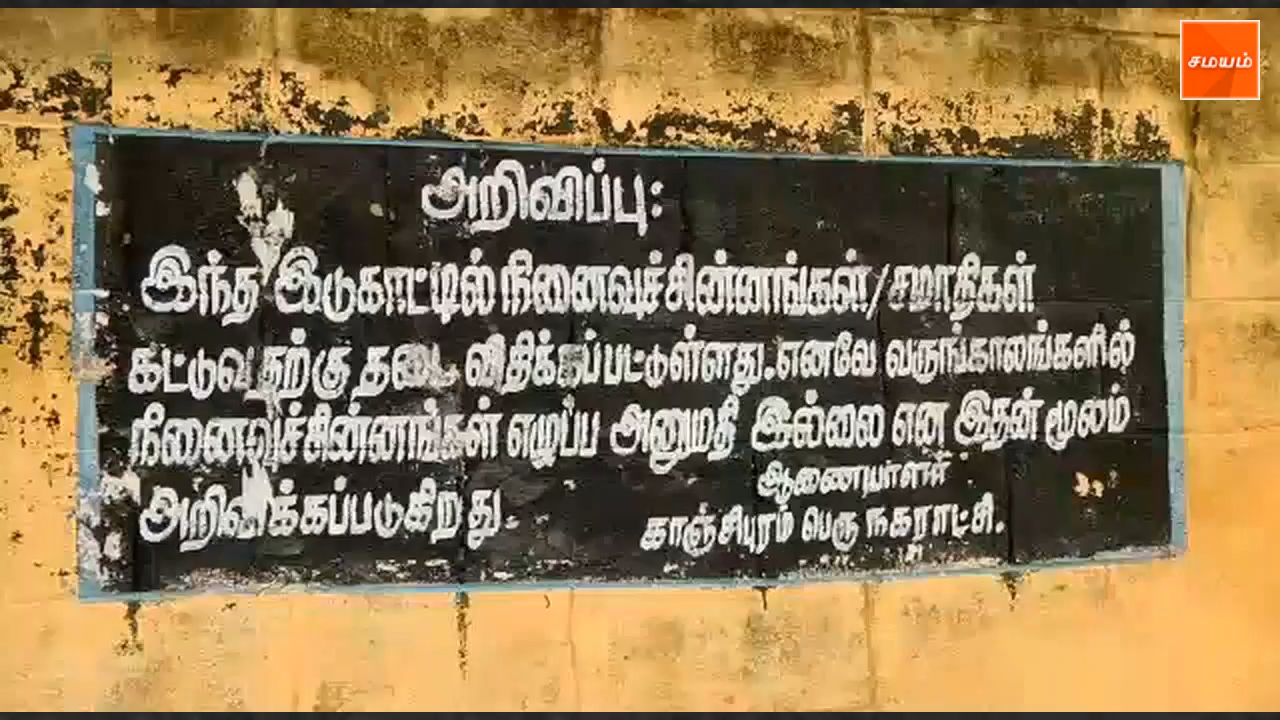 சமயம்
அறிவிப்பு:
இந்த இடுகாட்டில் நினைவுச்சின்னங்கள்/சமாதிகள்
கட்டுவதற்கு தடை விதிக்கப்பட்டுள்ளது. எனவே வருங்காலங்களில்
நினைவுச்சின்னங்கள் எழுப்ப அனுமதி இல்லை என இதன் மூலம்
அறிவிக்கப்படுகிறது.
ஆணையாளர்
காஞ்சிபுரம் பெரு நகராட்சி.